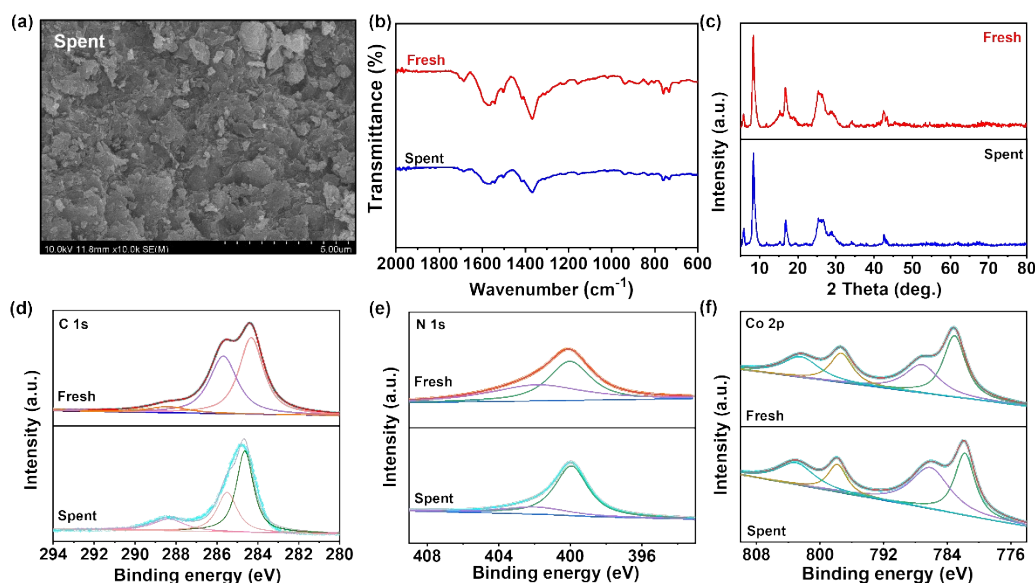 (a)
Spent
10.0kV 11.8mm x10.0k SE(M)
5.00um
(b)
Fresh
Spent
Transmittance (%)
2000 1800 1600 1400 1200 1000 800 600
Wavenumber (cm⁻¹)
(c)
Fresh
Spent
Intensity (a.u.)
10 20 30 40 50 60 70 80
2 Theta (deg.)
(d)
C 1s
Fresh
Spent
Intensity (a.u.)
294 292 290 288 286 284 282 280
Binding energy (eV)
(e)
N 1s
Fresh
Spent
Intensity (a.u.)
408 404 400 396
Binding energy (eV)
(f)
Co 2p
Fresh
Spent
Intensity (a.u.)
808 800 792 784 776
Binding energy (eV)